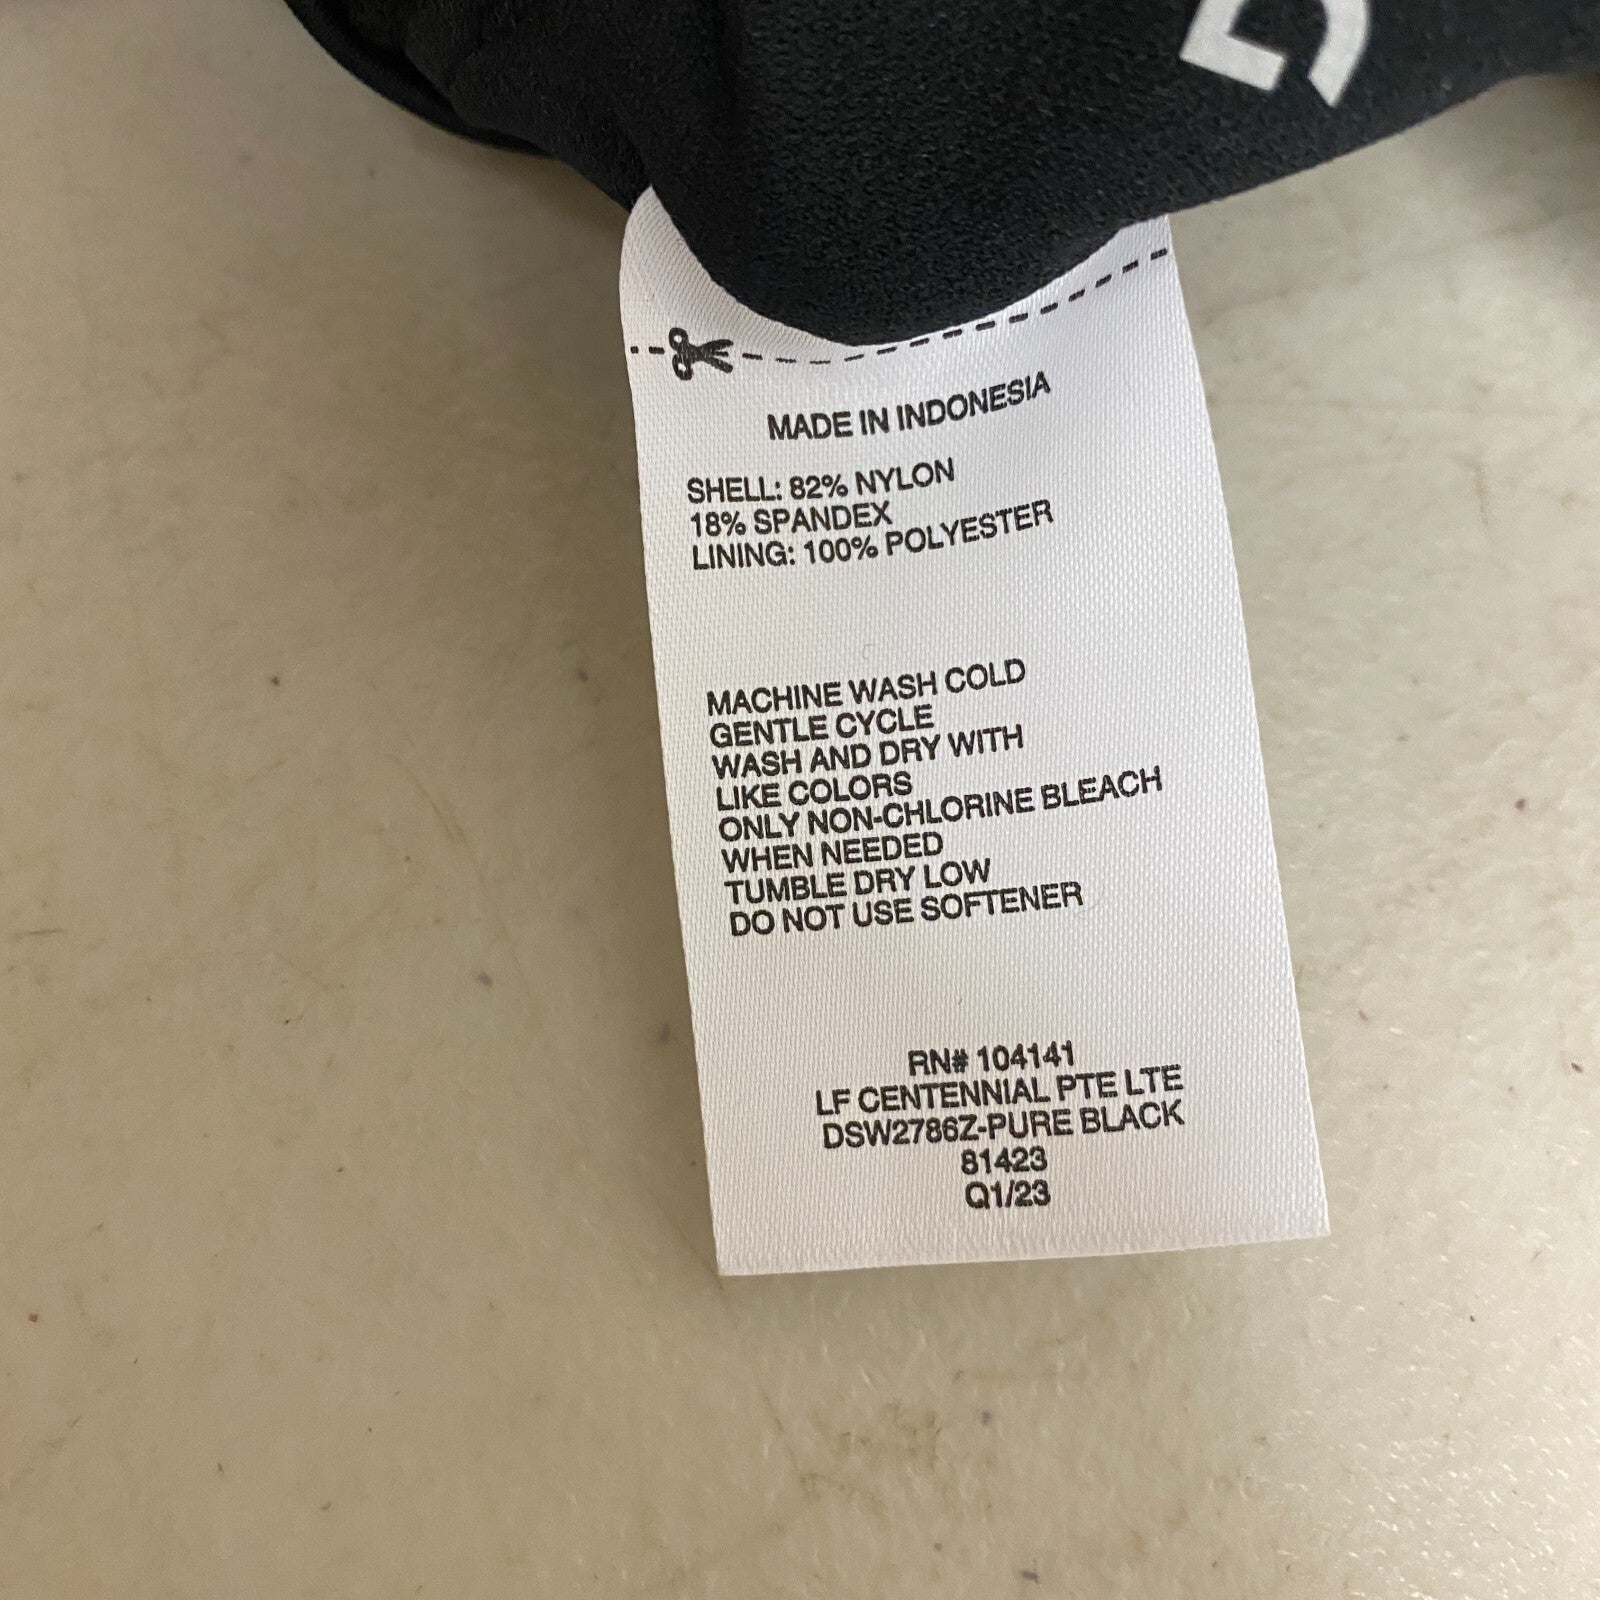 MADE IN INDONESIA
SHELL: 82% NYLON
18% SPANDEX
LINING: 100% POLYESTER
MACHINE WASH COLD
GENTLE CYCLE
WASH AND DRY WITH
LIKE COLORS
ONLY NON-CHLORINE BLEACH
WHEN NEEDED
TUMBLE DRY LOW
DO NOT USE SOFTENER
RN# 104141
LF CENTENNIAL PTE LTE
DSW2786Z-PURE BLACK
81423
Q1/23